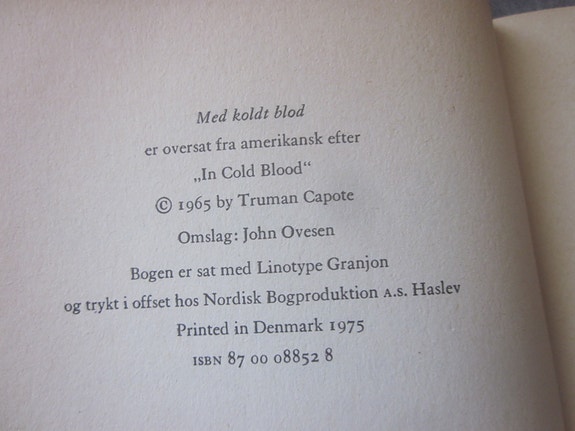 Med koldt blod
er oversat fra amerikansk efter
„In Cold Blood“
© 1965 by Truman Capote
Omslag: John Ovesen
Bogen er sat med Linotype Granjon
og trykt i offset hos Nordisk Bogproduktion A.S. Haslev
Printed in Denmark 1975
ISBN 87 00 08852 8